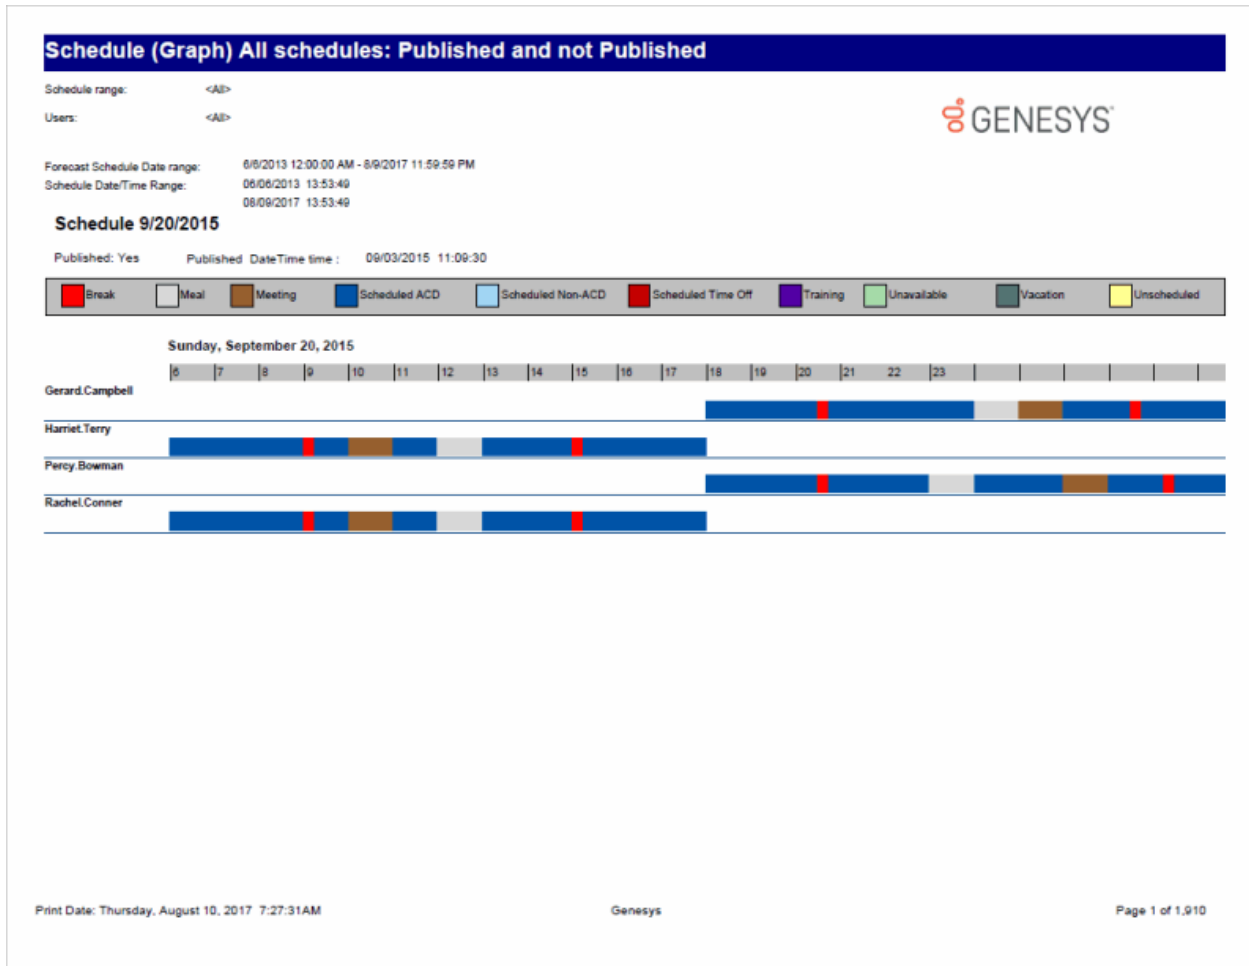 Schedule (Graph) All schedules: Published and not Published
Schedule range: <All>
Users: <All>
GENESYS
Forecast Schedule Date range: 6/6/2013 12:00:00 AM - 8/9/2017 11:59:59 PM
Schedule Date/Time Range: 06/06/2013 13:53:49
08/09/2017 13:53:49
Schedule 9/20/2015
Published: Yes Published DateTime time : 09/03/2015 11:09:30
Break Meal Meeting Scheduled ACD Scheduled Non-ACD Scheduled Time Off Training Unavailable Vacation Unscheduled
Sunday, September 20, 2015
6 7 8 9 10 11 12 13 14 15 16 17 18 19 20 21 22 23
Gerard.Campbell
Harriet.Terry
Percy.Bowman
Rachel.Conner
Print Date: Thursday, August 10, 2017 7:27:31AM Genesys Page 1 of 1,910